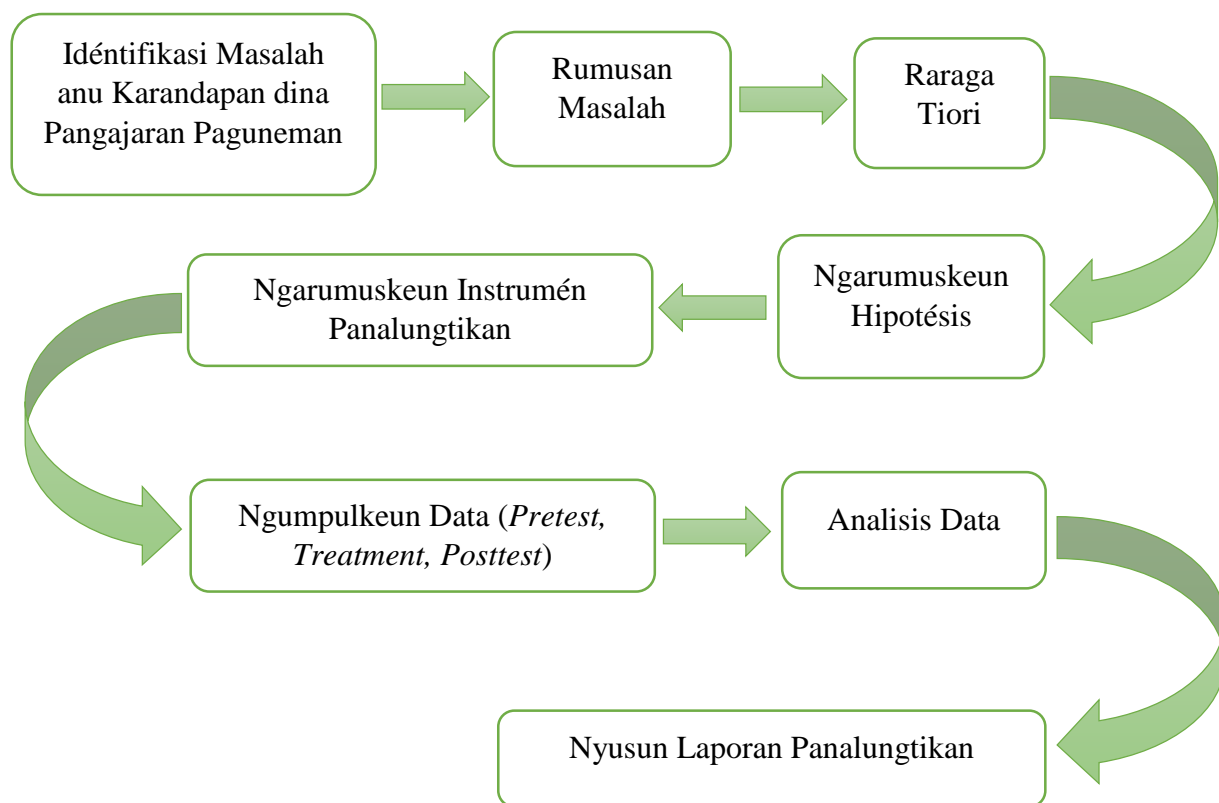 Idéntifikasi Masalah
anu Karandapan dina
Pangajaran Paguneman
Rumusan
Masalah
Raraga
Tiori
Ngarumuskeun
Hipotésis
Ngarumuskeun Instrumén
Panalungtikan
Ngumpulkeun Data (Pretest,
Treatment, Posttest)
Analisis Data
Nyusun Laporan Panalungtikan